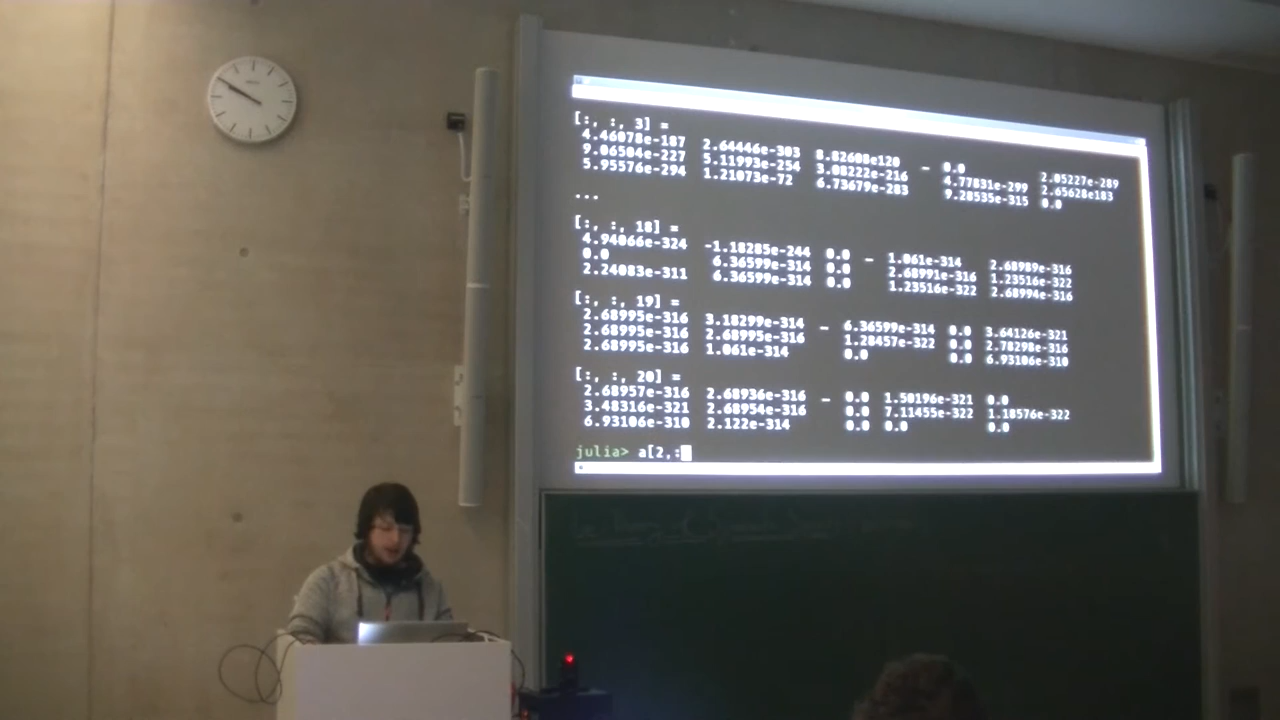 [:, :, 3] =
4.46078e-187 2.64446e-303 8.82608e120 … 0.0 2.05227e-289
9.06504e-227 5.11993e-254 3.08222e-216 4.77831e-299 2.65628e183
5.95576e-294 1.21073e-72 6.73679e-203 9.28535e-315 0.0
...
[:, :, 18] =
4.94066e-324 -1.18285e-244 0.0 … 1.061e-314 2.68989e-316
0.0 6.36599e-314 0.0 2.68991e-316 1.23516e-322
2.24083e-311 6.36599e-314 0.0 1.23516e-322 2.68994e-316
[:, :, 19] =
2.68995e-316 3.18299e-314 … 6.36599e-314 0.0 3.64126e-321
2.68995e-316 2.68995e-316 1.28457e-322 0.0 2.78298e-316
2.68995e-316 1.061e-314 0.0 0.0 6.93106e-310
[:, :, 20] =
2.68957e-316 2.68936e-316 … 0.0 1.50196e-321 0.0
3.48316e-321 2.68954e-316 0.0 7.11455e-322 1.18576e-322
6.93106e-310 2.122e-314 0.0 0.0 0.0
julia> a[2,: